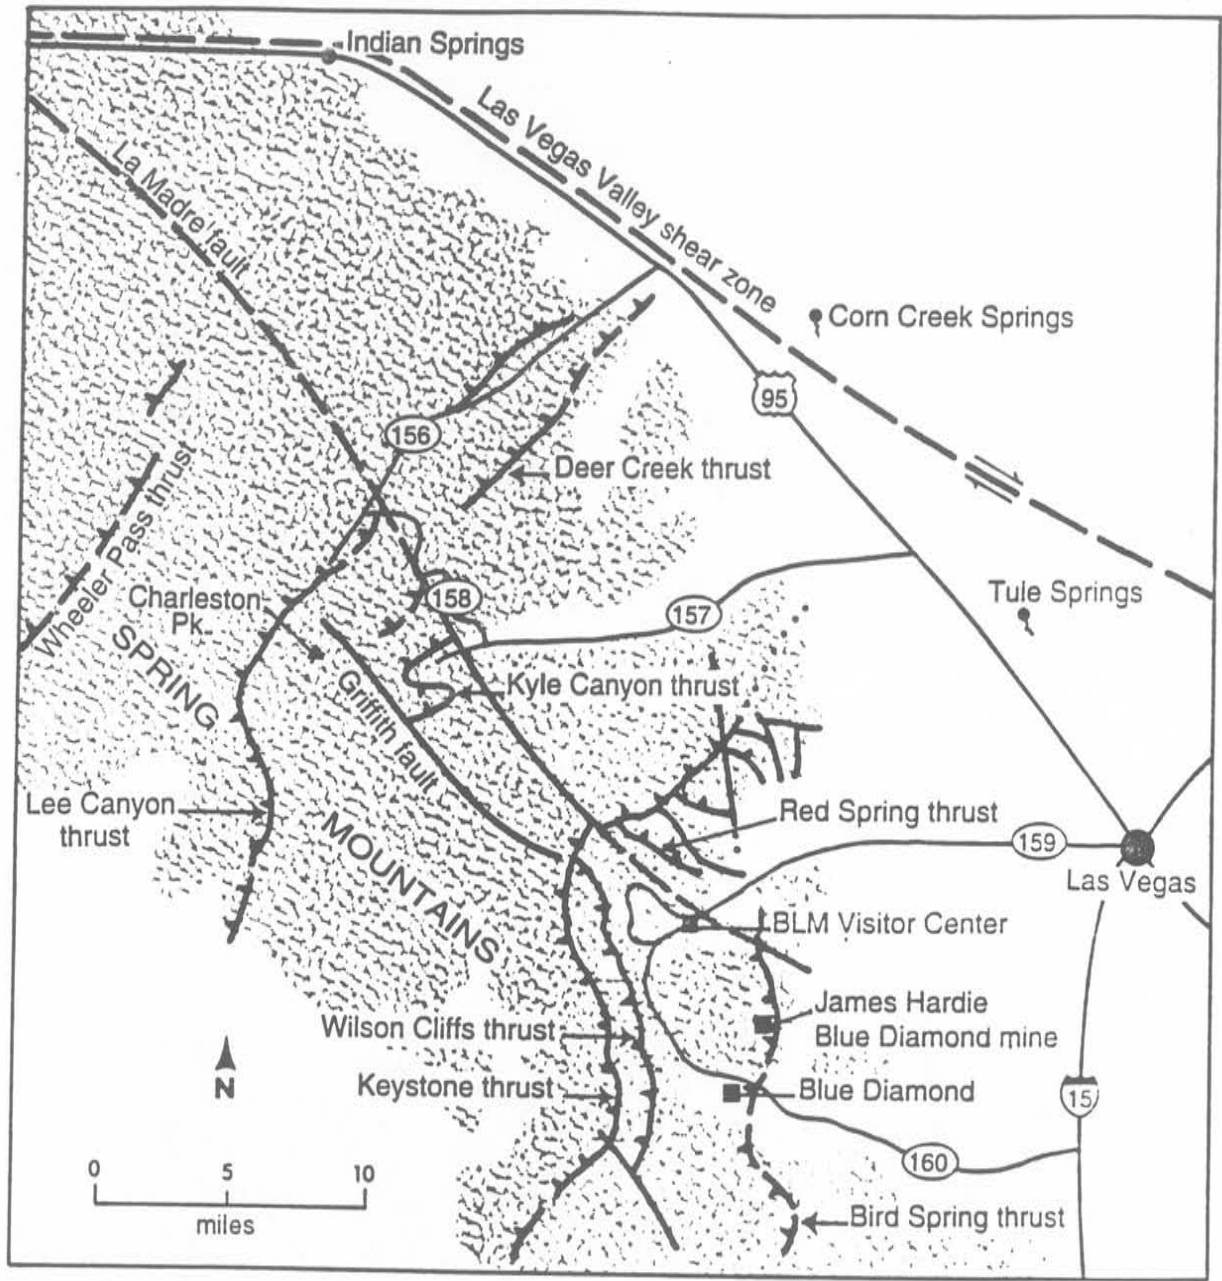 Indian Springs
Las Vegas Valley shear zone
La Madre fault
Corn Creek Springs
95
156
Deer Creek thrust
Wheeler Pass thrust
Charleston
Pk.
158
157
Tule Springs
SPRING
Kyle Canyon thrust
Griffith fault
Lee Canyon
thrust
Red Spring thrust
159
MOUNTAINS
Las Vegas
BLM Visitor Center
James Hardie
Blue Diamond mine
Wilson Cliffs thrust
Keystone thrust
Blue Diamond
N
15
160
0 5 10
miles
Bird Spring thrust